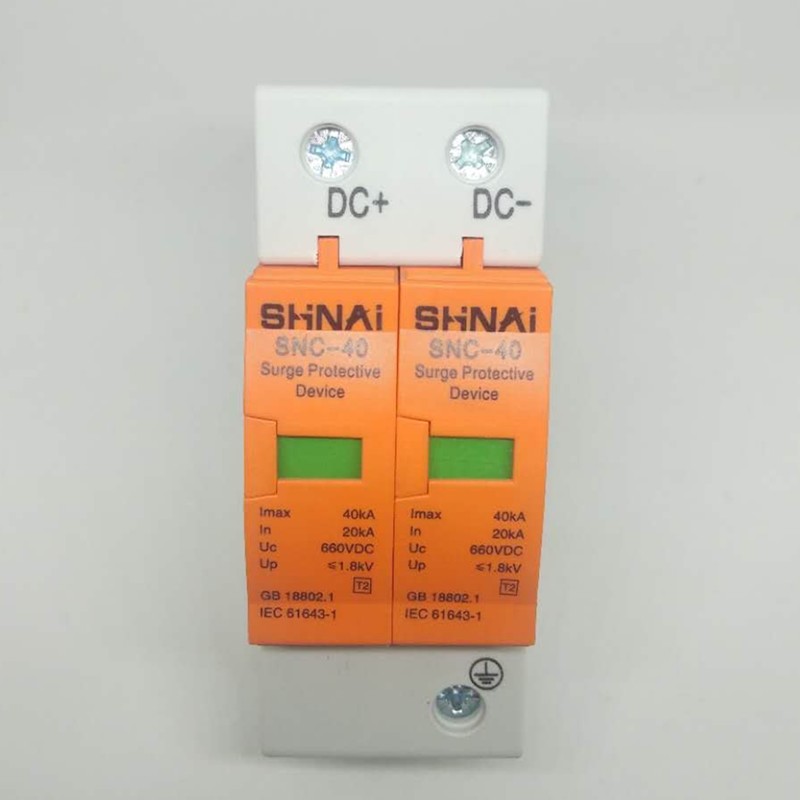 DC+ DC-
SHiNAi
SNC-40
Surge Protective
Device
Imax 40kA
In 20kA
Uc 660VDC
Up ≤1.8kV
T2
GB 18802.1
IEC 61643-1
SHiNAi
SNC-40
Surge Protective
Device
Imax 40kA
In 20kA
Uc 660VDC
Up ≤1.8kV
T2
GB 18802.1
IEC 61643-1